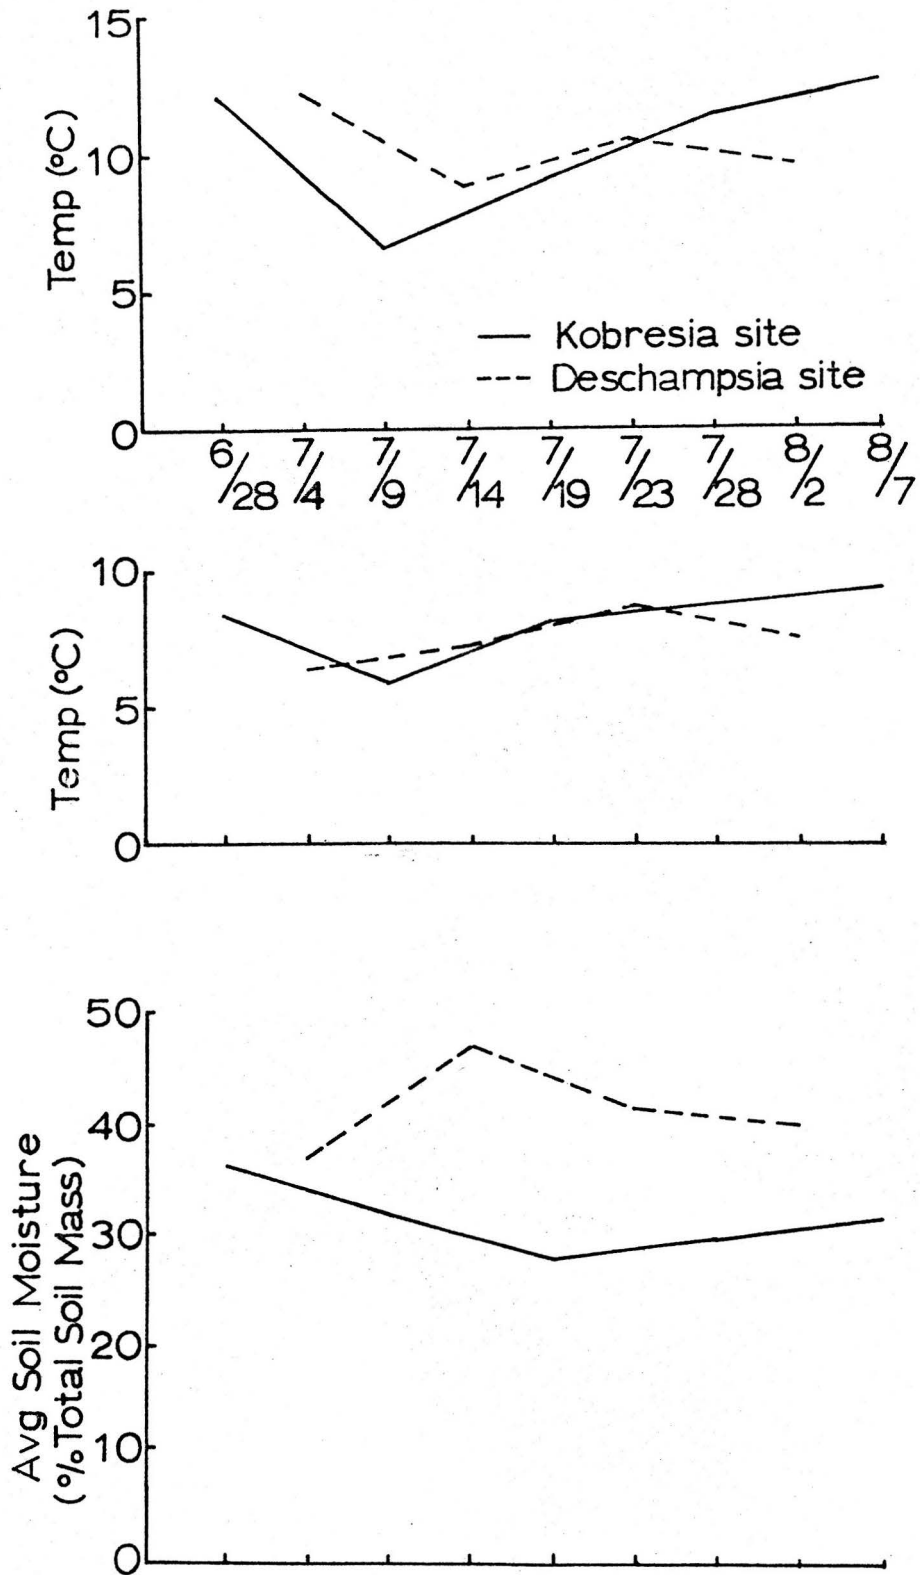 15
10
5
0
Temp (°C)
Kobresia site
Deschampsia site
6/28 7/4 7/9 7/14 7/19 7/23 7/28 8/2 8/7
10
5
0
Temp (°C)
50
40
30
20
10
0
Avg Soil Moisture
(% Total Soil Mass)